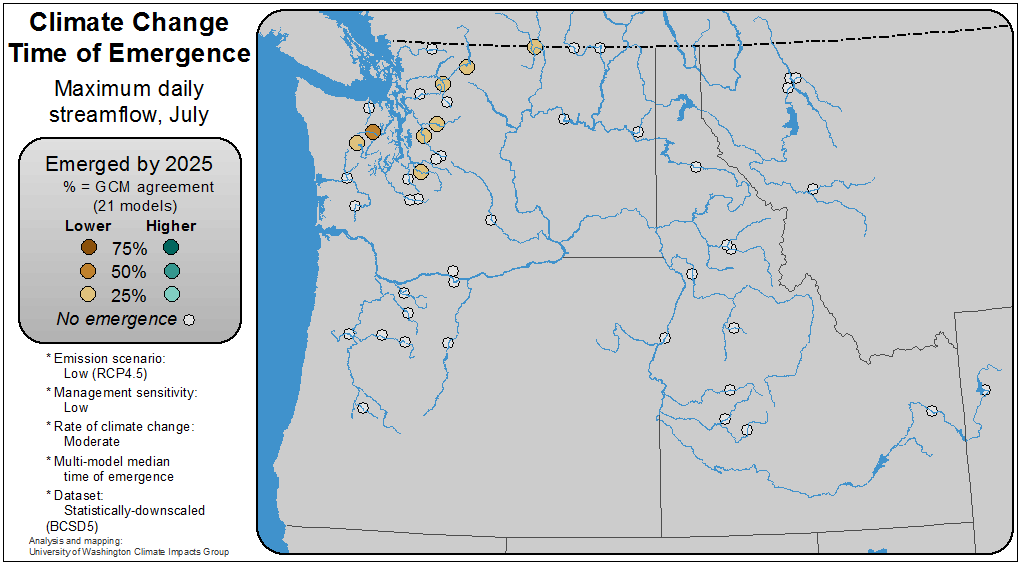 Climate Change
Time of Emergence
Maximum daily
streamflow, July
Emerged by 2025
% = GCM agreement
(21 models)
Lower Higher
75%
50%
25%
No emergence
* Emission scenario:
Low (RCP4.5)
* Management sensitivity:
Low
* Rate of climate change:
Moderate
* Multi-model median
time of emergence
* Dataset:
Statistically-downscaled
(BCSD5)
Analysis and mapping:
University of Washington Climate Impacts Group